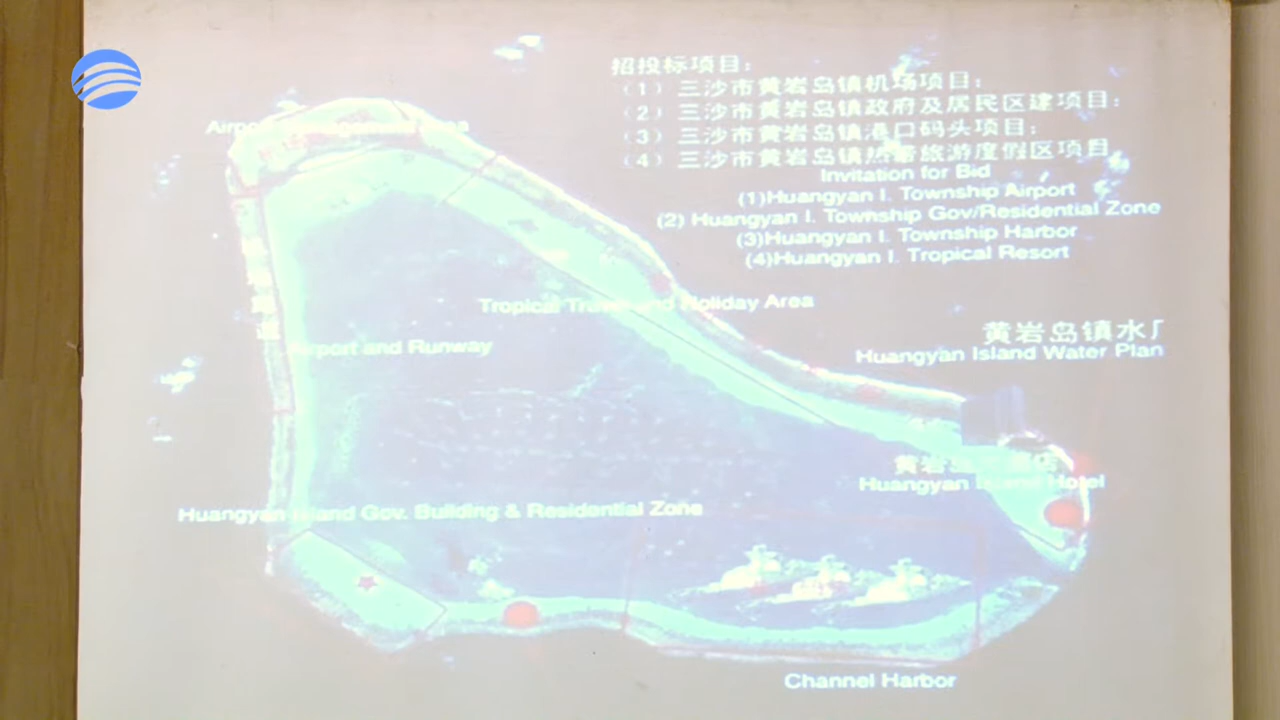 招投标项目:
(1) 三沙市黄岩岛镇机场项目;
(2) 三沙市黄岩岛镇政府及居民区建项目;
(3) 三沙市黄岩岛镇港口码头项目;
(4) 三沙市黄岩岛镇热带旅游度假区项目
Invitation for Bid
(1)Huangyan I. Township Airport
(2) Huangyan I. Township Gov/Residential Zone
(3)Huangyan I. Township Harbor
(4)Huangyan I. Tropical Resort
Tropical and Holiday Area
黄岩岛镇水厂
Airport and Runway
Huangyan Island Water Plan
黄岩岛
Huangyan Island Hotel
Huangyan Island Gov. Building & Residential Zone
Channel Harbor